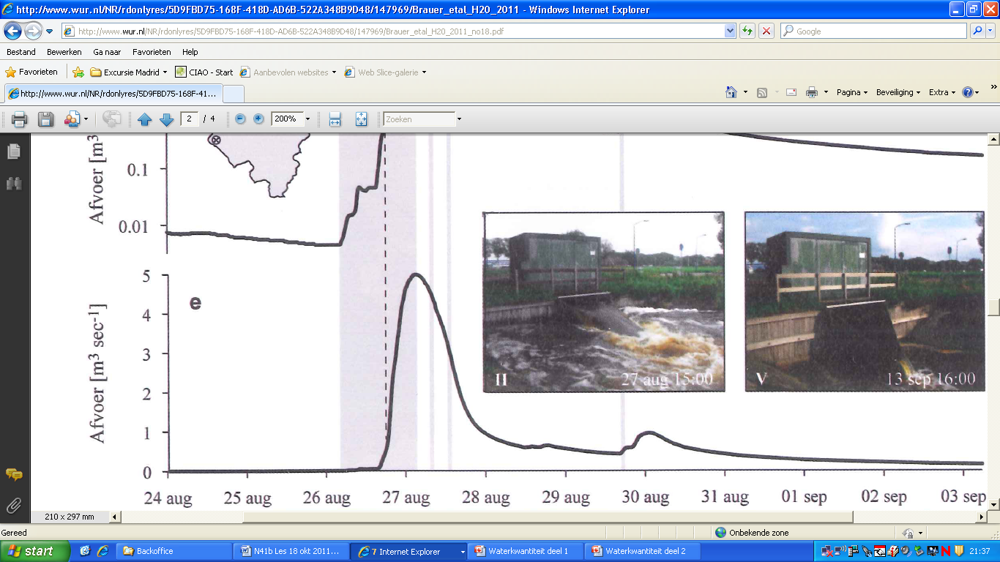 http://www.wur.nl/NR/rdonlyres/5D9FBD75-168F-418D-AD6B-522A348B9D48/147969/Brauer_etal_H20_2011 - Windows Internet Explorer
http://www.wur.nl/NR/rdonlyres/5D9FBD75-168F-418D-AD6B-522A348B9D48/147969/Brauer_etal_H20_2011_no18.pdf
Google
Bestand Bewerken Ga naar Favorieten Help
Favorieten Excursie Madrid CIAO - Start Aanbevolen websites Web Slice-galerie
http://www.wur.nl/NR/rdonlyres/5D9FBD75-168F-41... Pagina Beveiliging Extra
2 / 4 200% Zoeken
Afvoer [m3
0.1
0.01
e
Afvoer [m3 sec-1]
5
4
3
2
1
0
II 27 aug 15:00
V 13 sep 16:00
24 aug 25 aug 26 aug 27 aug 28 aug 29 aug 30 aug 31 aug 01 sep 02 sep 03 sep
210 x 297 mm
Gereed Onbekende zone
start Backoffice N41b Les 18 okt 2011... 7 Internet Explorer Waterkwantiteit deel 1 Waterkwantiteit deel 2 21:37